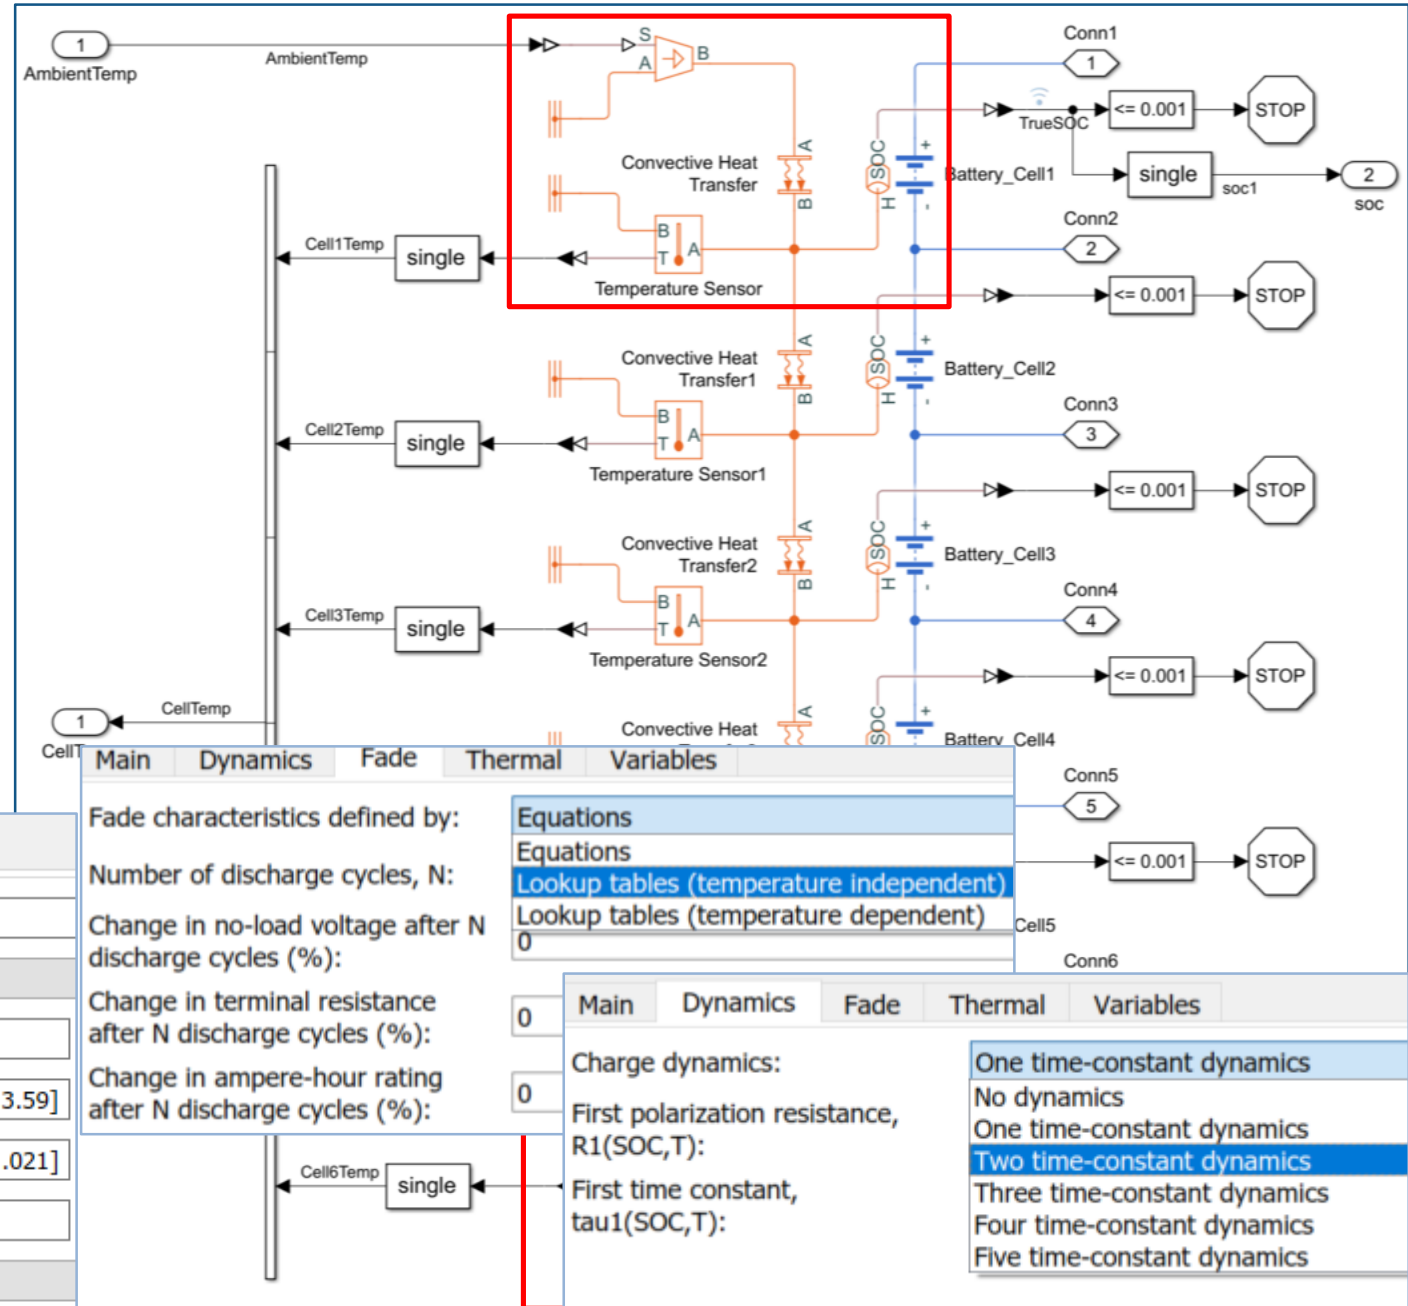 1
AmbientTemp
AmbientTemp
S
A
B
Conn1
1
TrueSOC
<= 0.001
STOP
Convective Heat
Transfer
A
B
SOC
H
+
-
Battery_Cell1
single
soc1
2
soc
Conn2
2
Cell1Temp
single
B
T
A
Temperature Sensor
<= 0.001
STOP
Convective Heat
Transfer1
A
B
SOC
H
+
-
Battery_Cell2
Conn3
3
Cell2Temp
single
B
T
A
Temperature Sensor1
<= 0.001
STOP
Convective Heat
Transfer2
A
B
SOC
H
+
-
Battery_Cell3
Conn4
4
Cell3Temp
single
B
T
A
Temperature Sensor2
<= 0.001
STOP
CellTemp
1
Convective Heat
A
SOC
+
Battery_Cell4
Conn5
5
<= 0.001
STOP
Cell5
Conn6
Main
Dynamics
Fade
Thermal
Variables
Fade characteristics defined by:
Equations
Equations
Number of discharge cycles, N:
Lookup tables (temperature independent)
Lookup tables (temperature dependent)
Change in no-load voltage after N
discharge cycles (%):
0
Change in terminal resistance
after N discharge cycles (%):
0
Change in ampere-hour rating
after N discharge cycles (%):
0
3.59]
.021]
Cell6Temp
single
Main
Dynamics
Fade
Thermal
Variables
Charge dynamics:
One time-constant dynamics
No dynamics
One time-constant dynamics
Two time-constant dynamics
Three time-constant dynamics
Four time-constant dynamics
Five time-constant dynamics
First polarization resistance,
R1(SOC,T):
First time constant,
tau1(SOC,T):